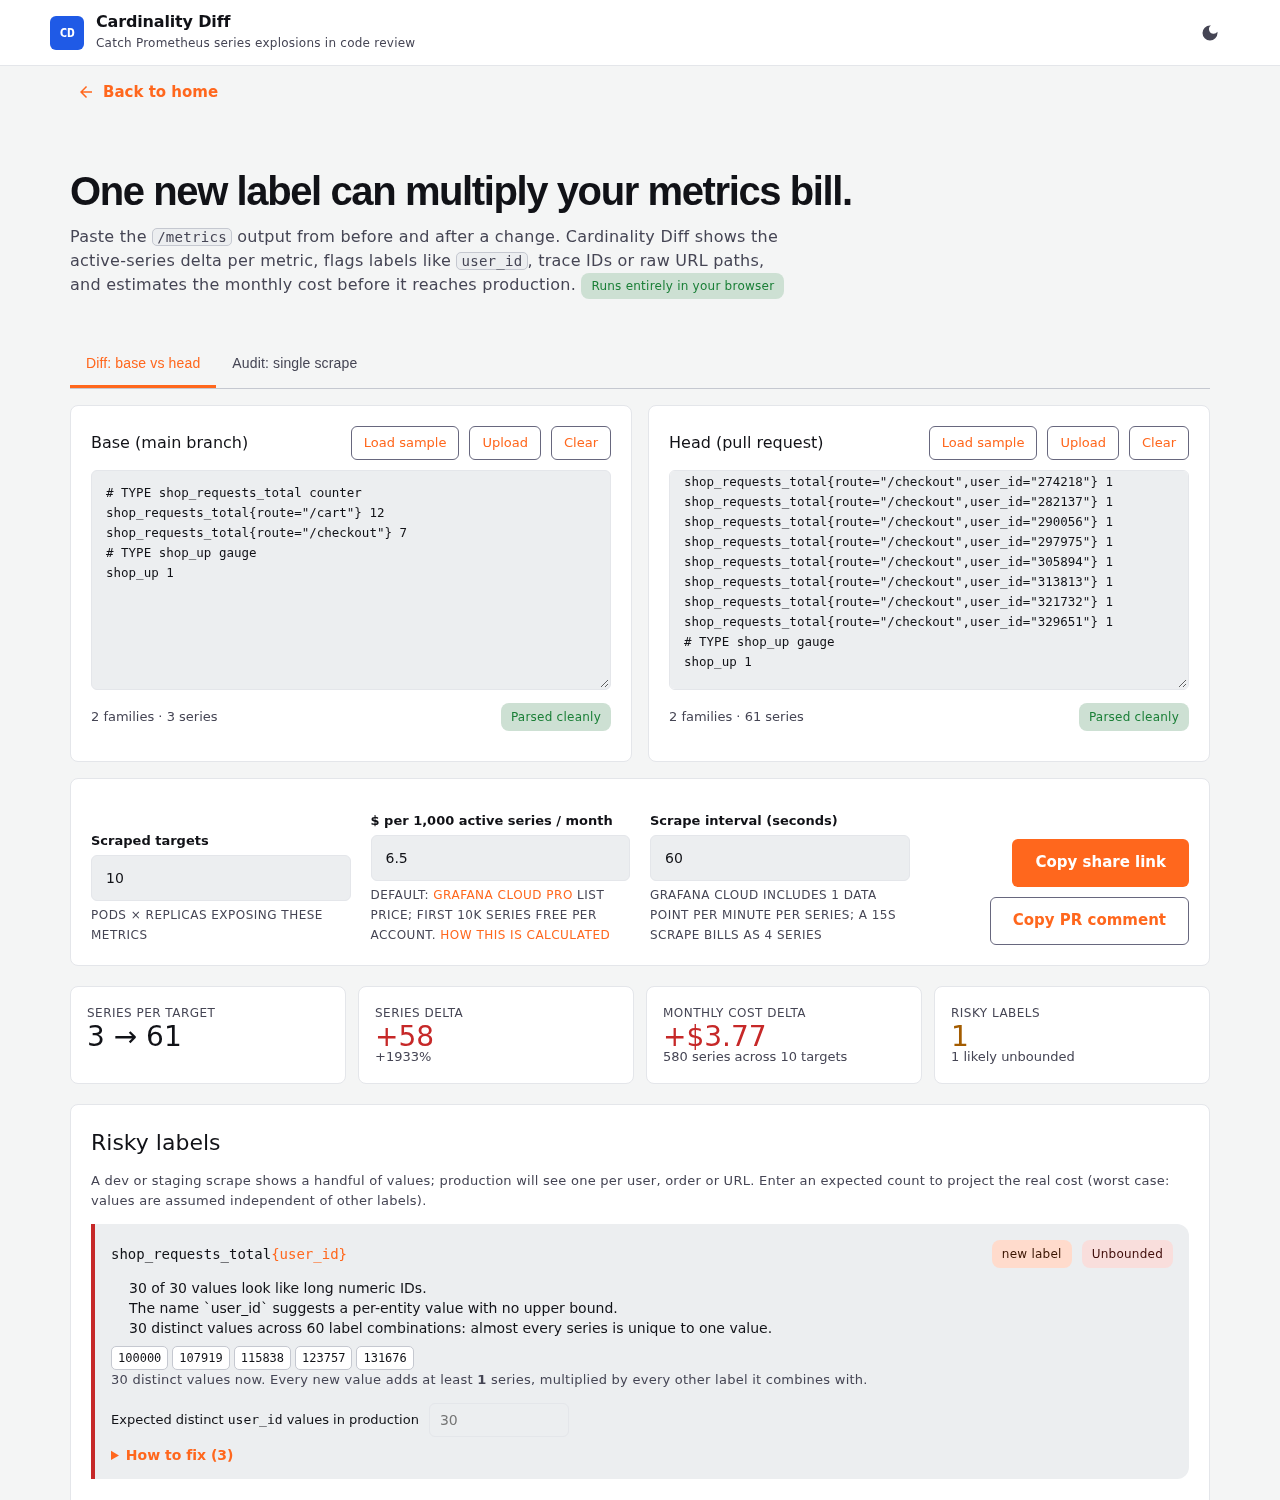 CD
Cardinality Diff
Catch Prometheus series explosions in code review
Back to home
One new label can multiply your metrics bill.
Paste the /metrics output from before and after a change. Cardinality Diff shows the
active-series delta per metric, flags labels like user_id, trace IDs or raw URL paths,
and estimates the monthly cost before it reaches production. Runs entirely in your browser
Diff: base vs head
Audit: single scrape
Base (main branch)
Load sample
Upload
Clear
# TYPE shop_requests_total counter
shop_requests_total{route="/cart"} 12
shop_requests_total{route="/checkout"} 7
# TYPE shop_up gauge
shop_up 1
2 families · 3 series
Parsed cleanly
Head (pull request)
Load sample
Upload
Clear
shop_requests_total{route="/checkout",user_id="274218"} 1
shop_requests_total{route="/checkout",user_id="282137"} 1
shop_requests_total{route="/checkout",user_id="290056"} 1
shop_requests_total{route="/checkout",user_id="297975"} 1
shop_requests_total{route="/checkout",user_id="305894"} 1
shop_requests_total{route="/checkout",user_id="313813"} 1
shop_requests_total{route="/checkout",user_id="321732"} 1
shop_requests_total{route="/checkout",user_id="329651"} 1
# TYPE shop_up gauge
shop_up 1
2 families · 61 series
Parsed cleanly
Scraped targets
10
PODS × REPLICAS EXPOSING THESE
METRICS
$ per 1,000 active series / month
6.5
DEFAULT: GRAFANA CLOUD PRO LIST
PRICE; FIRST 10K SERIES FREE PER
ACCOUNT. HOW THIS IS CALCULATED
Scrape interval (seconds)
60
GRAFANA CLOUD INCLUDES 1 DATA
POINT PER MINUTE PER SERIES; A 15S
SCRAPE BILLS AS 4 SERIES
Copy share link
Copy PR comment
SERIES PER TARGET
3 → 61
SERIES DELTA
+58
+1933%
MONTHLY COST DELTA
+$3.77
580 series across 10 targets
RISKY LABELS
1
1 likely unbounded
Risky labels
A dev or staging scrape shows a handful of values; production will see one per user, order or URL. Enter an expected count to project the real cost (worst case:
values are assumed independent of other labels).
shop_requests_total{user_id}
new label
Unbounded
30 of 30 values look like long numeric IDs.
The name `user_id` suggests a per-entity value with no upper bound.
30 distinct values across 60 label combinations: almost every series is unique to one value.
100000 107919 115838 123757 131676
30 distinct values now. Every new value adds at least 1 series, multiplied by every other label it combines with.
Expected distinct user_id values in production 30
How to fix (3)